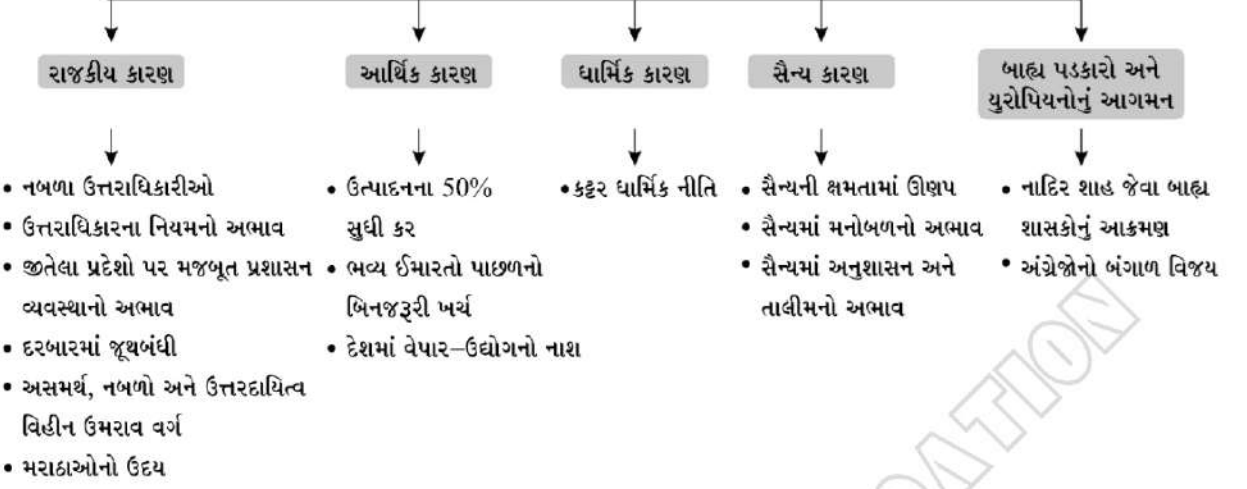 રાજકીય કારણ
• નબળા ઉત્તરાધિકારીઓ
• ઉત્તરાધિકારના નિયમનો અભાવ
• જીતેલા પ્રદેશો પર મજબૂત પ્રશાસન
વ્યવસ્થાનો અભાવ
• દરબારમાં જૂથબંધી
• અસમર્થ, નબળો અને ઉત્તરદાયિત્વ
વિહીન ઉમરાવ વર્ગ
• મરાઠાઓનો ઉદય
આર્થિક કારણ
• ઉત્પાદનના 50%
સુધી કર
• ભવ્ય ઈમારતો પાછળનો
બિનજરૂરી ખર્ચ
• દેશમાં વેપાર–ઉદ્યોગનો નાશ
ધાર્મિક કારણ
• કટ્ટર ધાર્મિક નીતિ
સૈન્ય કારણ
• સૈન્યની ક્ષમતામાં ઊણપ
• સૈન્યમાં મનોબળનો અભાવ
• સૈન્યમાં અનુશાસન અને
તાલીમનો અભાવ
બાહ્ય પડકારો અને
યુરોપિયનોનું આગમન
• નાદિર શાહ જેવા બાહ્ય
શાસકોનું આક્રમણ
• અંગ્રેજોનો બંગાળ વિજય